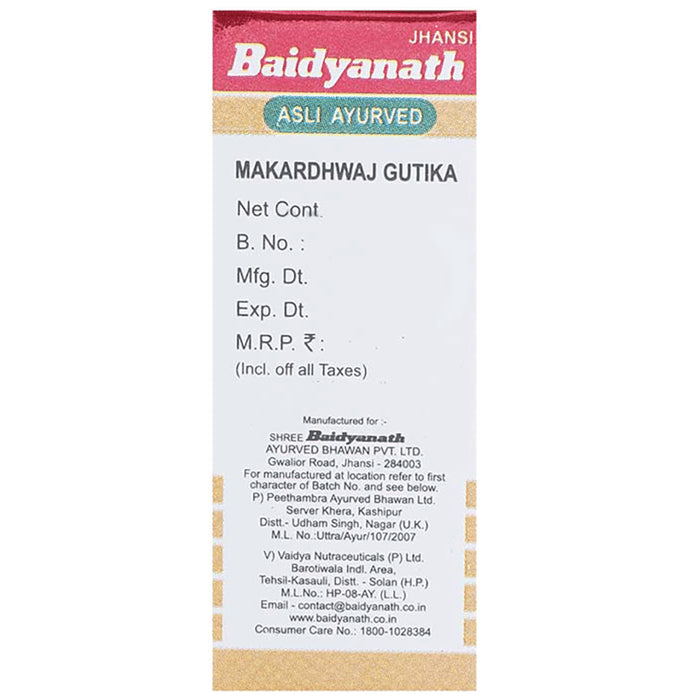 JHANSI
Baidyanath
ASLI AYURVED
MAKARDHWAJ GUTIKA
Net Cont.
B. No. :
Mfg. Dt.
Exp. Dt.
M.R.P. ₹ :
(Incl. off all Taxes)
Manufactured for :-
SHREE Baidyanath
AYURVED BHAWAN PVT. LTD.
Gwalior Road, Jhansi - 284003
For manufactured at location refer to first
character of Batch No. and see below.
P) Peethambra Ayurved Bhawan Ltd.
Server Khera, Kashipur
Distt.- Udham Singh, Nagar (U.K.)
M.L. No.:Uttra/Ayur/107/2007
V) Vaidya Nutraceuticals (P) Ltd.
Barotiwala Indl. Area,
Tehsil-Kasauli, Distt. - Solan (H.P.)
M.L.No.: HP-08-AY. (L.L.)
Email - contact@baidyanath.co.in
www.baidyanath.co.in
Consumer Care No.: 1800-1028384